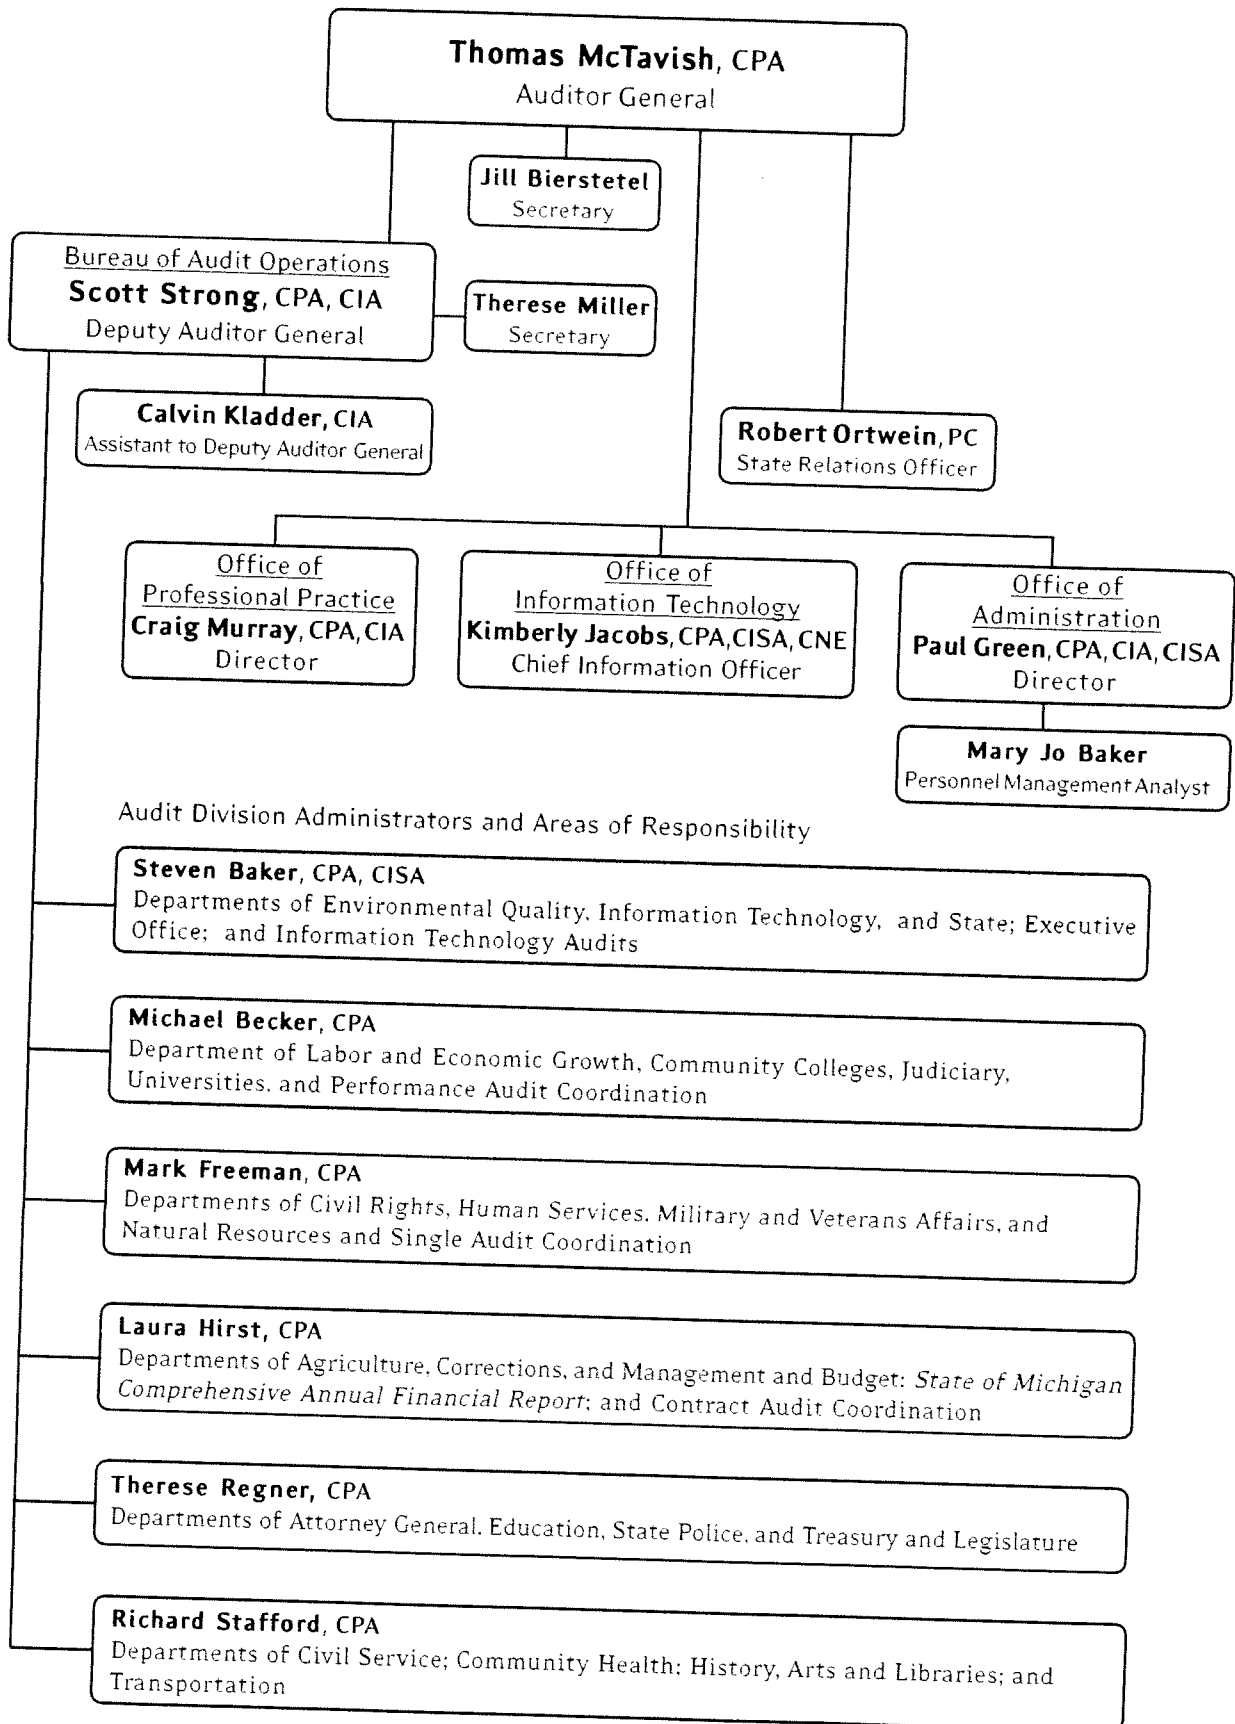 Thomas McTavish, CPA
Auditor General
Jill Bierstetel
Secretary
Bureau of Audit Operations
Scott Strong, CPA, CIA
Deputy Auditor General
Therese Miller
Secretary
Calvin Kladder, CIA
Assistant to Deputy Auditor General
Robert Ortwein, PC
State Relations Officer
Office of
Professional Practice
Craig Murray, CPA, CIA
Director
Office of
Information Technology
Kimberly Jacobs, CPA, CISA, CNE
Chief Information Officer
Office of
Administration
Paul Green, CPA, CIA, CISA
Director
Mary Jo Baker
Personnel Management Analyst
Audit Division Administrators and Areas of Responsibility
Steven Baker, CPA, CISA
Departments of Environmental Quality, Information Technology, and State; Executive
Office; and Information Technology Audits
Michael Becker, CPA
Department of Labor and Economic Growth, Community Colleges, Judiciary,
Universities, and Performance Audit Coordination
Mark Freeman, CPA
Departments of Civil Rights, Human Services, Military and Veterans Affairs, and
Natural Resources and Single Audit Coordination
Laura Hirst, CPA
Departments of Agriculture, Corrections, and Management and Budget; State of Michigan
Comprehensive Annual Financial Report; and Contract Audit Coordination
Therese Regner, CPA
Departments of Attorney General, Education, State Police, and Treasury and Legislature
Richard Stafford, CPA
Departments of Civil Service; Community Health; History, Arts and Libraries; and
Transportation